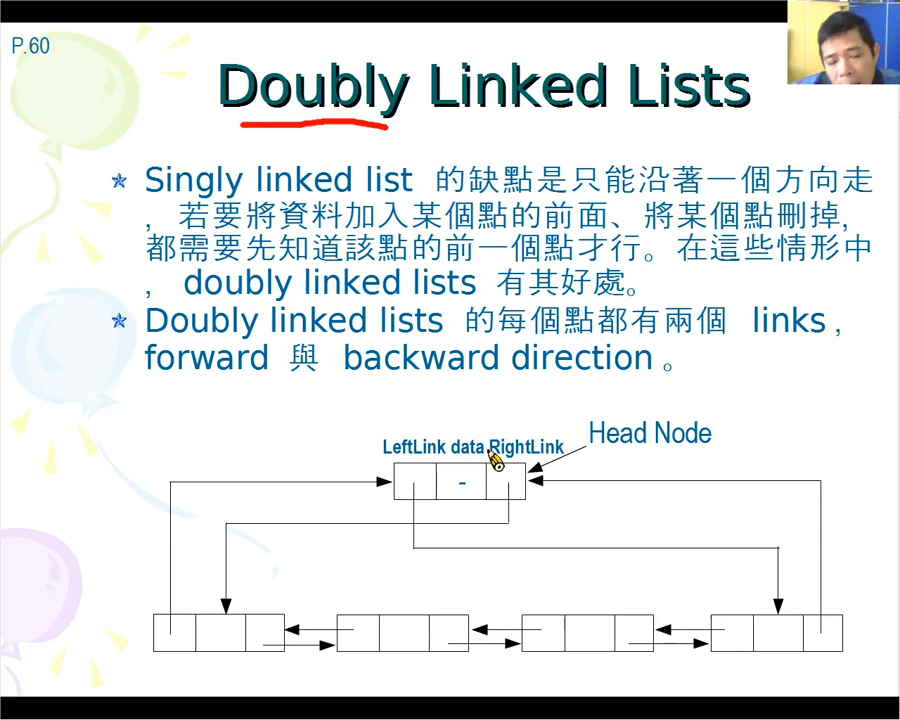 P.60
Doubly Linked Lists
Singly linked list 的缺點是只能沿著一個方向走
，若要將資料加入某個點的前面、將某個點刪掉，
都需要先知道該點的前一個點才行。在這些情形中
，doubly linked lists 有其好處。
Doubly linked lists 的每個點都有兩個 links，
forward 與 backward direction。
Head Node
LeftLink data RightLink
-